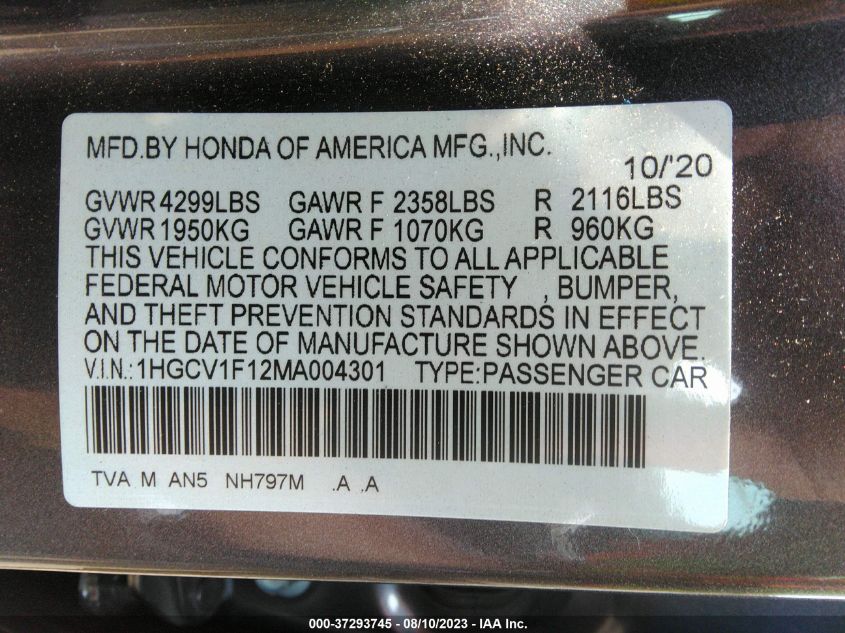 MFD.BY HONDA OF AMERICA MFG.,INC.
10/'20
GVWR 4299LBS GAWR F 2358LBS R 2116LBS
GVWR 1950KG GAWR F 1070KG R 960KG
THIS VEHICLE CONFORMS TO ALL APPLICABLE
FEDERAL MOTOR VEHICLE SAFETY , BUMPER,
AND THEFT PREVENTION STANDARDS IN EFFECT
ON THE DATE OF MANUFACTURE SHOWN ABOVE.
V.I.N.:1HGCV1F12MA004301 TYPE:PASSENGER CAR
TVA M AN5 NH797M .A .A
000-37293745 - 08/10/2023 - IAA Inc.